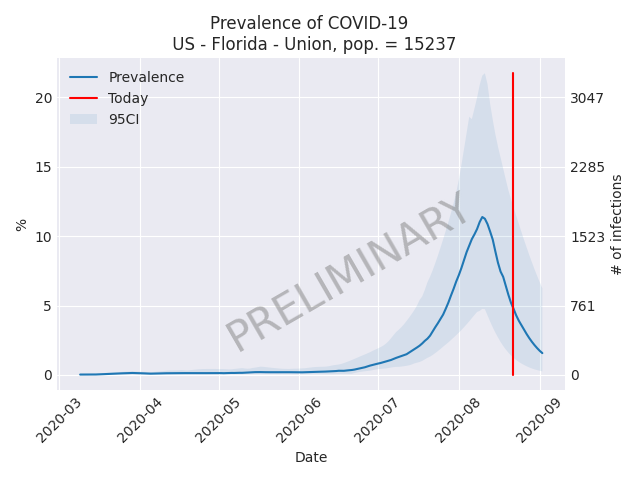 Prevalence of COVID-19
US - Florida - Union, pop. = 15237
Prevalence
Today
95CI
PRELIMINARY
%
20
15
10
5
0
3047
2285
1523
761
0
# of infections
2020-03
2020-04
2020-05
2020-06
2020-07
2020-08
2020-09
Date